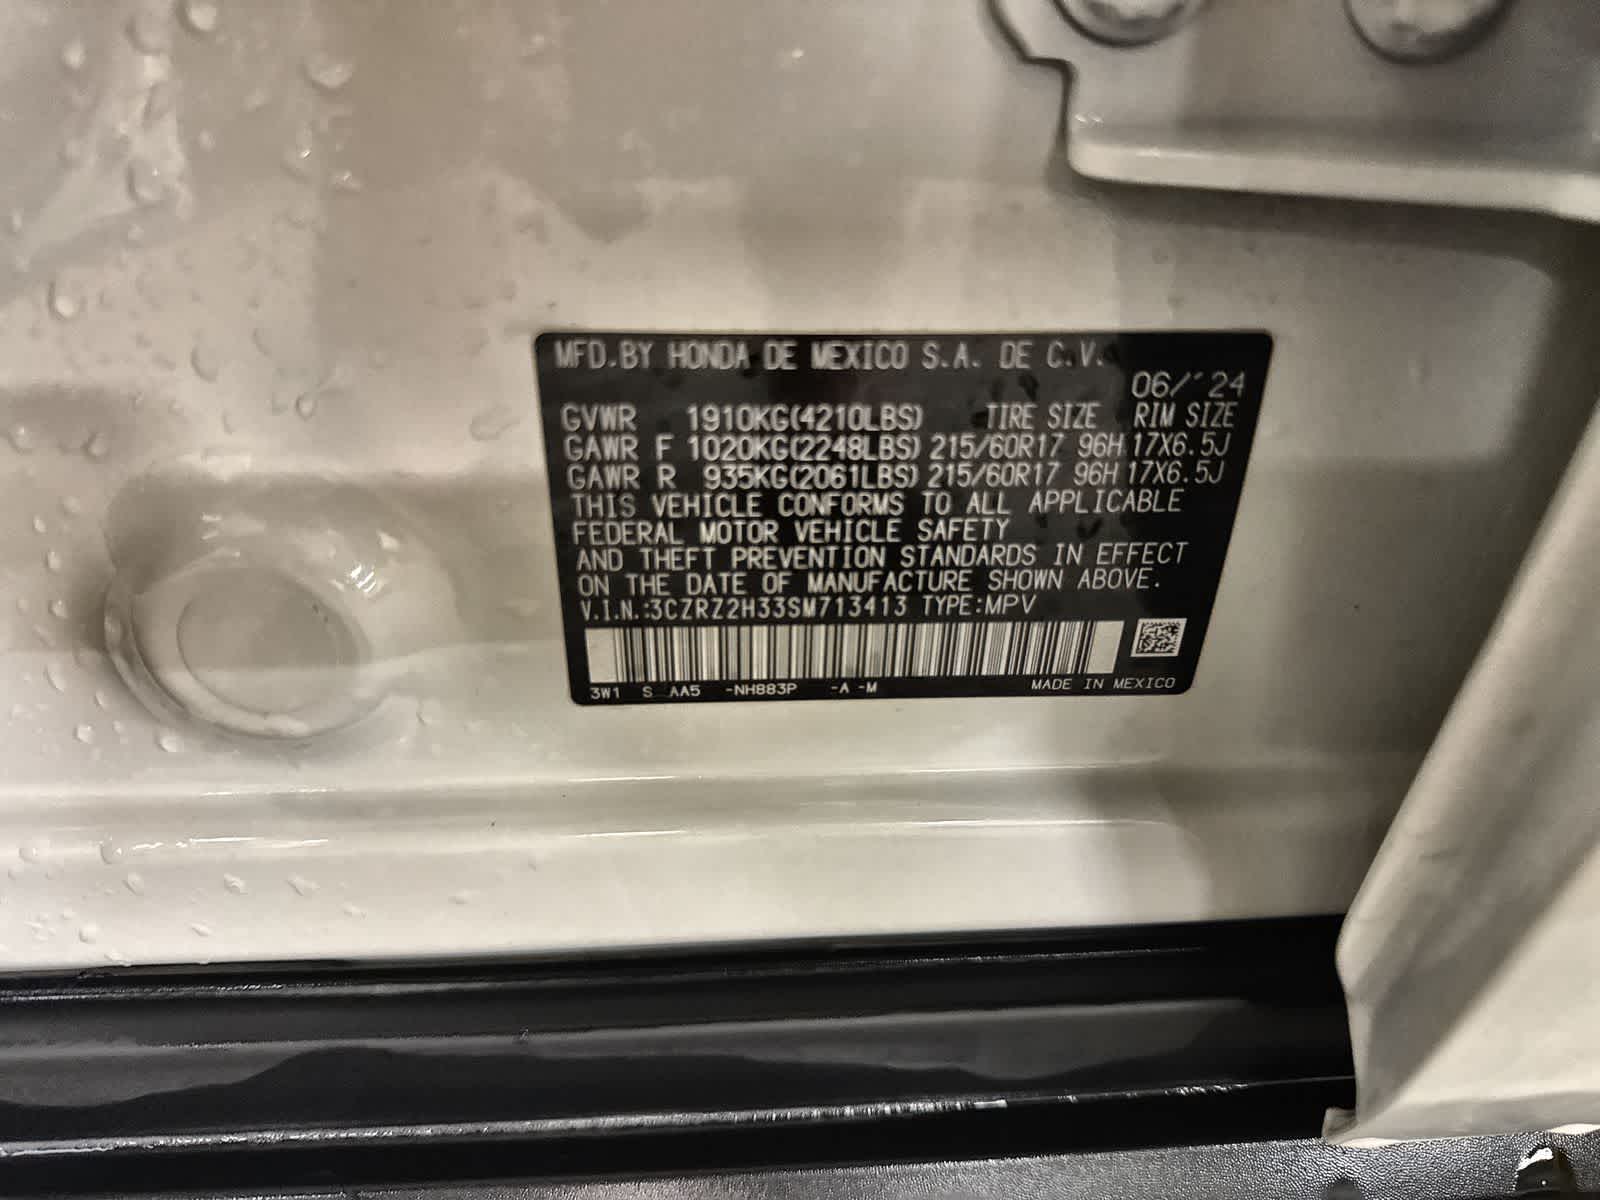 MFD.BY HONDA DE MEXICO S.A. DE C.V.
06/'24
GVWR 1910KG(4210LBS) TIRE SIZE RIM SIZE
GAWR F 1020KG(2248LBS) 215/60R17 96H 17X6.5J
GAWR R 935KG(2061LBS) 215/60R17 96H 17X6.5J
THIS VEHICLE CONFORMS TO ALL APPLICABLE
FEDERAL MOTOR VEHICLE SAFETY
AND THEFT PREVENTION STANDARDS IN EFFECT
ON THE DATE OF MANUFACTURE SHOWN ABOVE.
V.I.N.:3CZRZ2H33SM713413 TYPE:MPV
3W1 S AA5 -NH883P -A -M MADE IN MEXICO